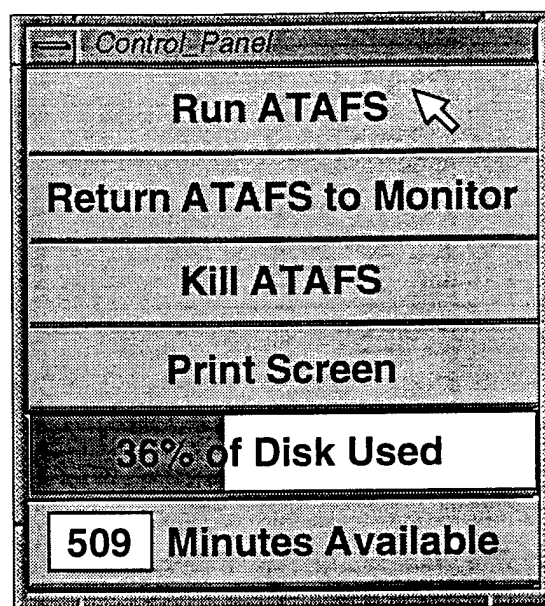 Control_Panel
Run ATAFS
Return ATAFS to Monitor
Kill ATAFS
Print Screen
36% of Disk Used
509 Minutes Available